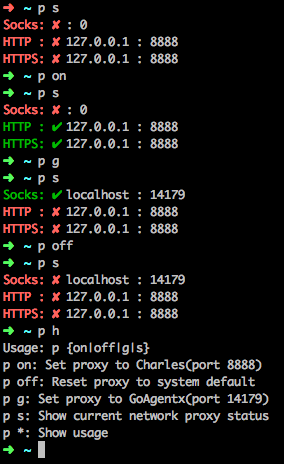 ➜ ~ p s
Socks: ✘ : 0
HTTP : ✘ 127.0.0.1 : 8888
HTTPS: ✘ 127.0.0.1 : 8888
➜ ~ p on
➜ ~ p s
Socks: ✘ : 0
HTTP : ✔ 127.0.0.1 : 8888
HTTPS: ✔ 127.0.0.1 : 8888
➜ ~ p g
➜ ~ p s
Socks: ✔ localhost : 14179
HTTP : ✘ 127.0.0.1 : 8888
HTTPS: ✘ 127.0.0.1 : 8888
➜ ~ p off
➜ ~ p s
Socks: ✘ localhost : 14179
HTTP : ✘ 127.0.0.1 : 8888
HTTPS: ✘ 127.0.0.1 : 8888
➜ ~ p h
Usage: p {on|off|g|s}
p on: Set proxy to Charles(port 8888)
p off: Reset proxy to system default
p g: Set proxy to GoAgentx(port 14179)
p s: Show current network proxy status
p *: Show usage
➜ ~